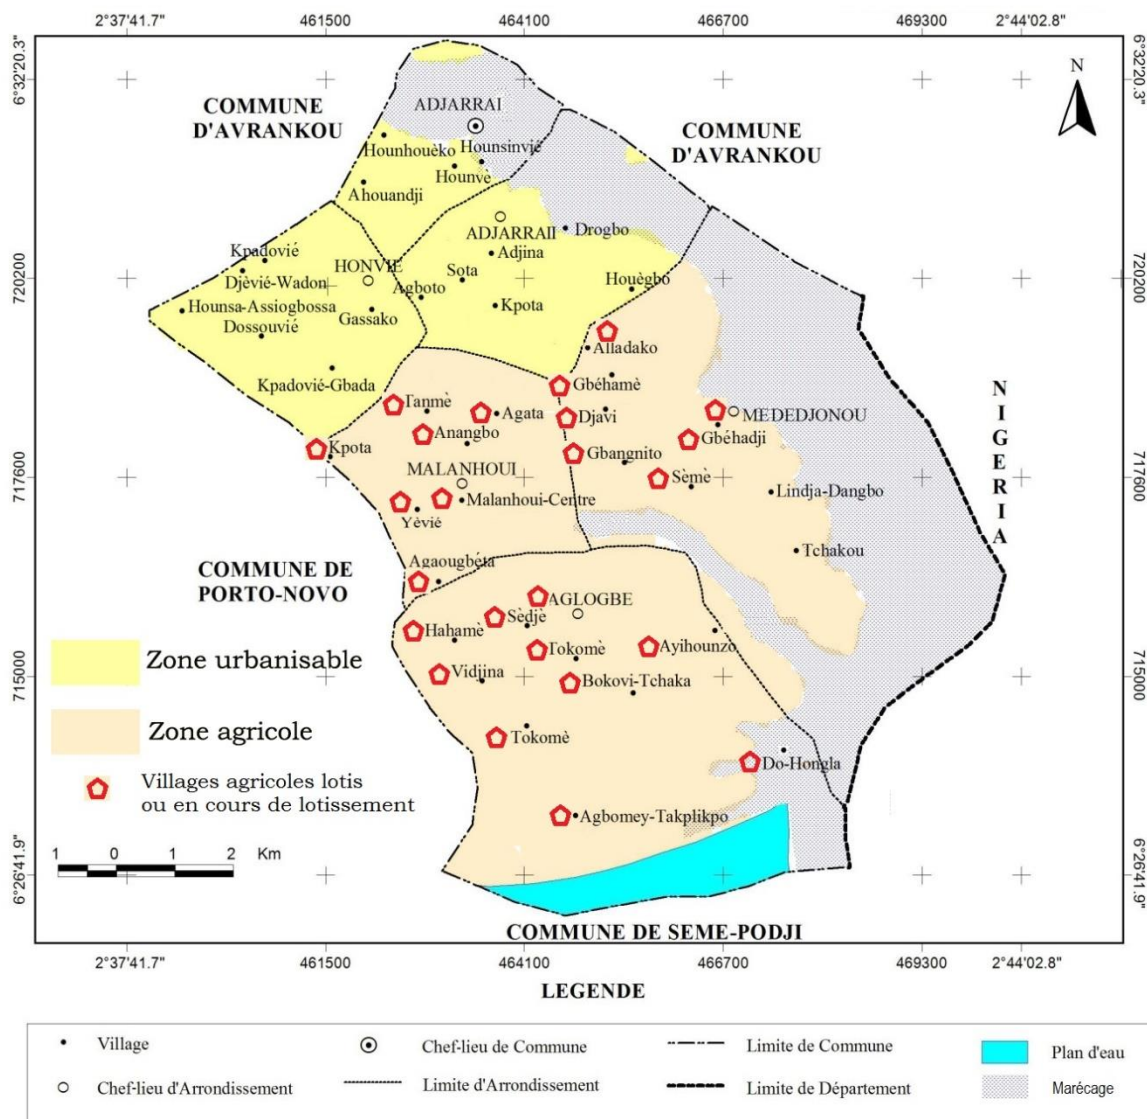 2°37'41.7"
461500
464100
466700
469300
2°44'02.8"
6°32'20.3"
6°32'20.3"
N
COMMUNE
D'AVRANKOU
ADJARRAI
COMMUNE
D'AVRANKOU
Hounhouèko
Hounsinvié
Hounvè
Ahouandji
ADJARRAII
Drogbo
Adjina
Kpadovié
HONVIE
Sota
Djèvié-Wadon
Agboto
Houègbo
720200
720200
Hounsa-Assiogbossa
Gassako
Kpota
Dossouvié
Alladako
Kpadovié-Gbada
Gbéhamè
Tanmè
Agata
Djavi
MEDEDJONOU
Anangbo
Gbéhadji
Kpota
Gbangnito
MALANHOUI
717600
717600
Sèmè
Malanhoui-Centre
Lindja-Dangbo
Yèvié
NIGERIA
Tchakou
Agaougbéta
COMMUNE DE
PORTO-NOVO
AGLOGBE
Sèdjè
Hahamè
Tokomè
Ayihounzo
Zone urbanisable
Vidjina
Bokovi-Tchaka
715000
715000
Zone agricole
Tokomè
Do-Hongla
Villages agricoles lotis
ou en cours de lotissement
Agbomey-Takplikpo
1 0 1 2 Km
6°26'41.9"
6°26'41.9"
COMMUNE DE SEME-PODJI
2°37'41.7"
461500
464100
466700
469300
2°44'02.8"
LEGENDE
Village
Chef-lieu de Commune
Limite de Commune
Plan d'eau
Chef-lieu d'Arrondissement
Limite d'Arrondissement
Limite de Département
Marécage